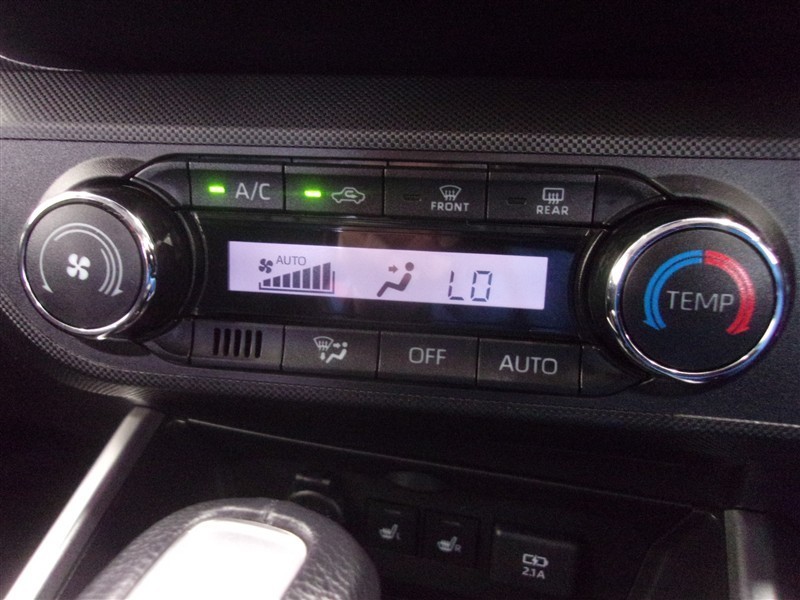 A/C
FRONT
REAR
AUTO
LO
TEMP
OFF
AUTO
L
R
2.1A